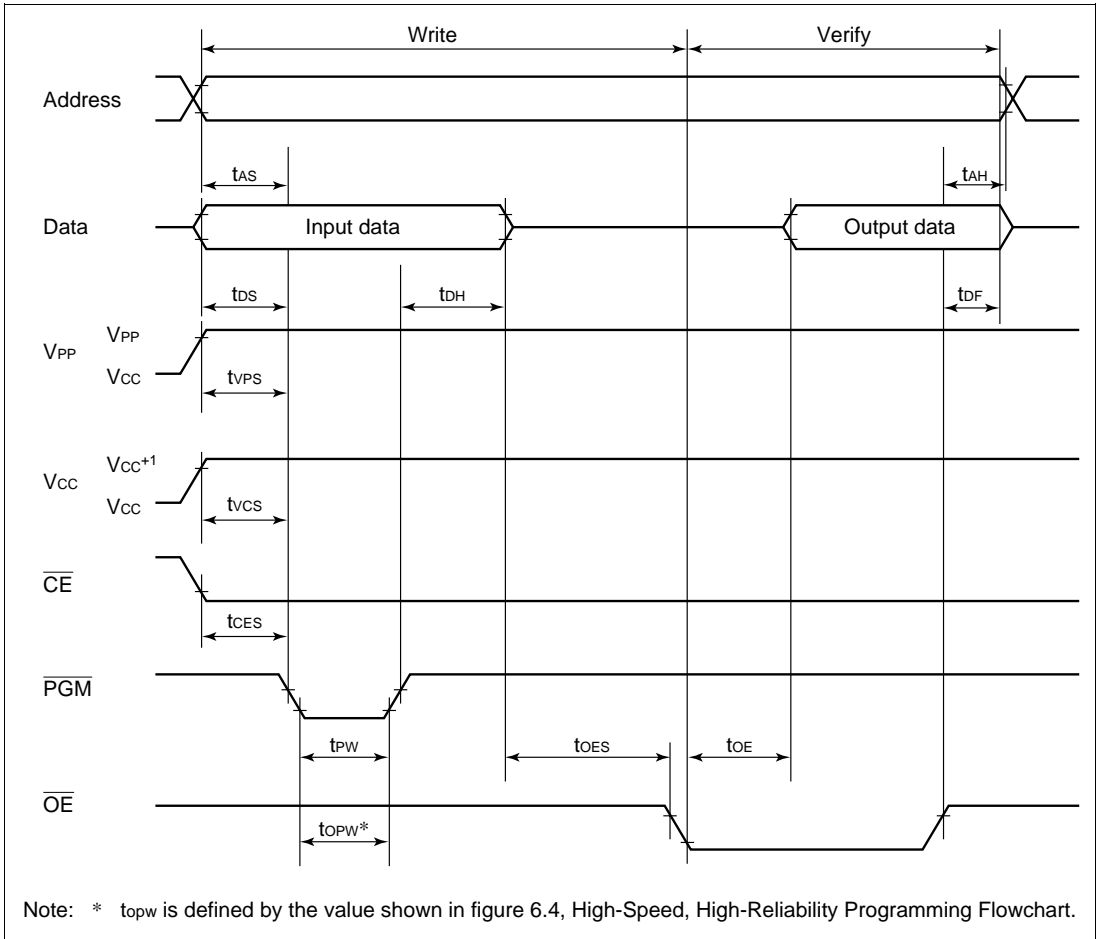 Write Verify
Address
tAS tAH
Data Input data Output data
tDS tDH tDF
VPP VPP
VCC
tVPS
VCC VCC+1
VCC
tVCS
CE
tCES
PGM
tPW tOES tOE
OE
tOPW*
Note: * topw is defined by the value shown in figure 6.4, High-Speed, High-Reliability Programming Flowchart.